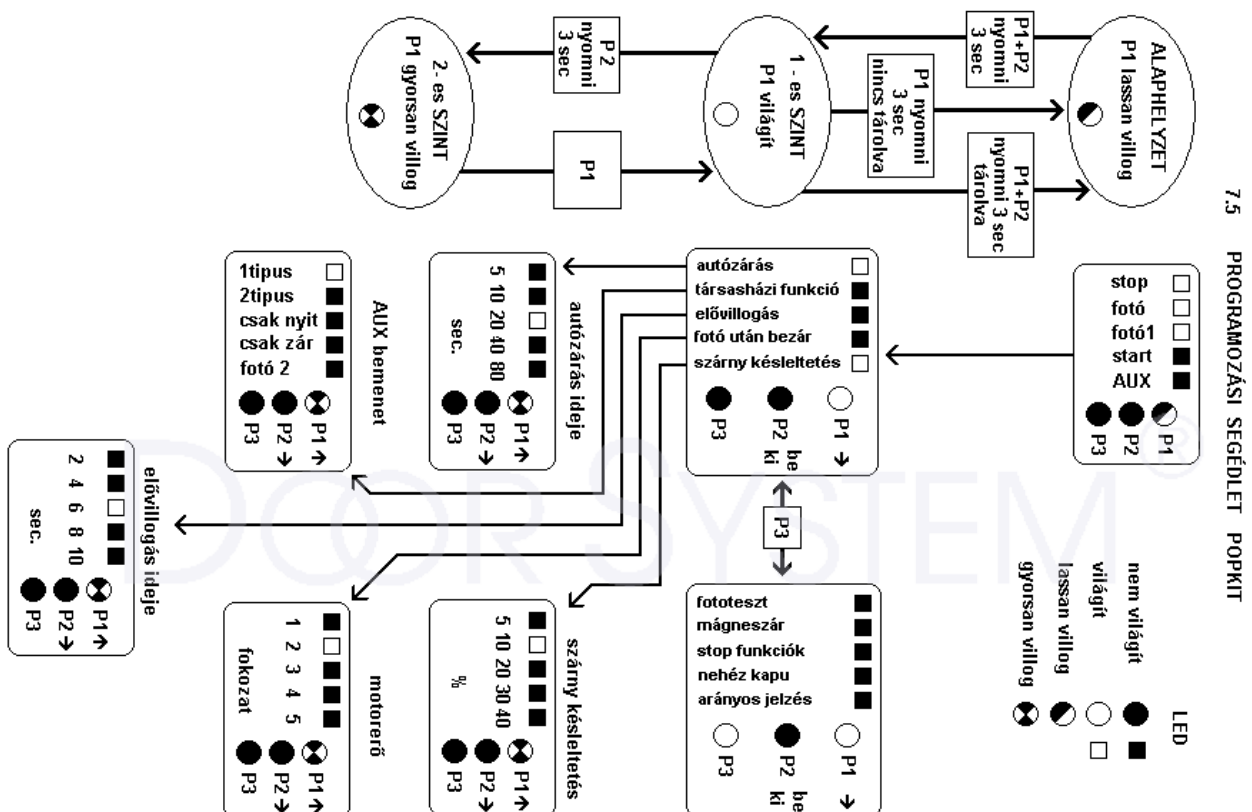 7.5 PROGRAMOZÁSI SEGÉDLET POPKIT
LED
nem világít
világít
lassan villog
gyorsan villog
ALAPHELYZET
P1 lassan villog
P1+P2
nyomni
3 sec
P1 nyomni
3 sec
nincs tárolva
P1+P2
nyomni 3 sec
tárolva
1 - es SZINT
P1 világít
P2
nyomni
3 sec
P1
2- es SZINT
P1 gyorsan villog
stop
fotó
fotó1
start
AUX
P1
P2
P3
autózárás
társasházi funkció
elővillogás
fotó után bezár
szárny késleltetés
P1
P2 be
ki
P3
P3
fototeszt
mágneszár
stop funkciók
nehéz kapu
arányos jelzés
P1
P2 be
ki
P3
autózárás ideje
5 10 20 40 80
sec.
P1
P2
P3
szárny késleltetés
5 10 20 30 40
%
P1
P2
P3
AUX bemenet
1tipus
2tipus
csak nyit
csak zár
fotó 2
P1
P2
P3
motorerő
1 2 3 4 5
fokozat
P1
P2
P3
elővillogás ideje
2 4 6 8 10
sec.
P1
P2
P3
DOOR SYSTEM ®